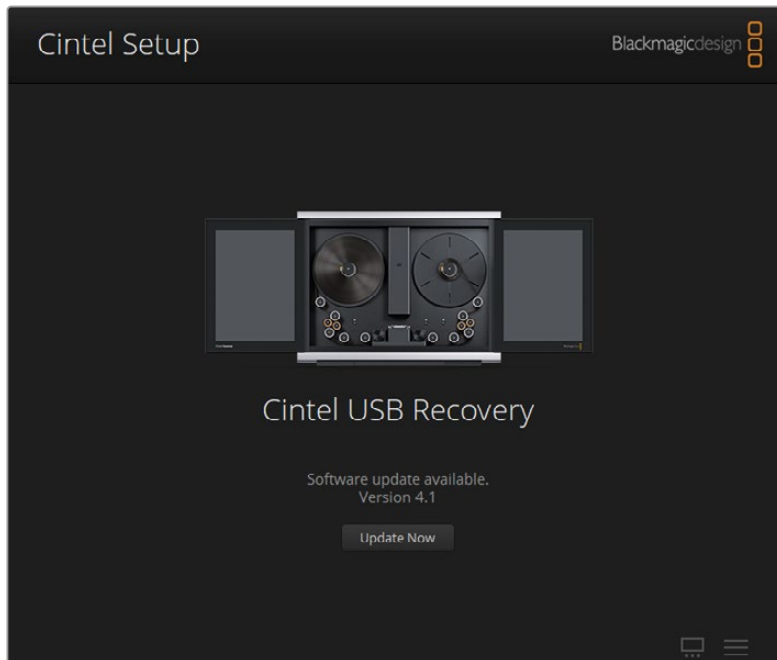 Cintel Setup
Blackmagicdesign
Cintel USB Recovery
Software update available.
Version 4.1
Update Now